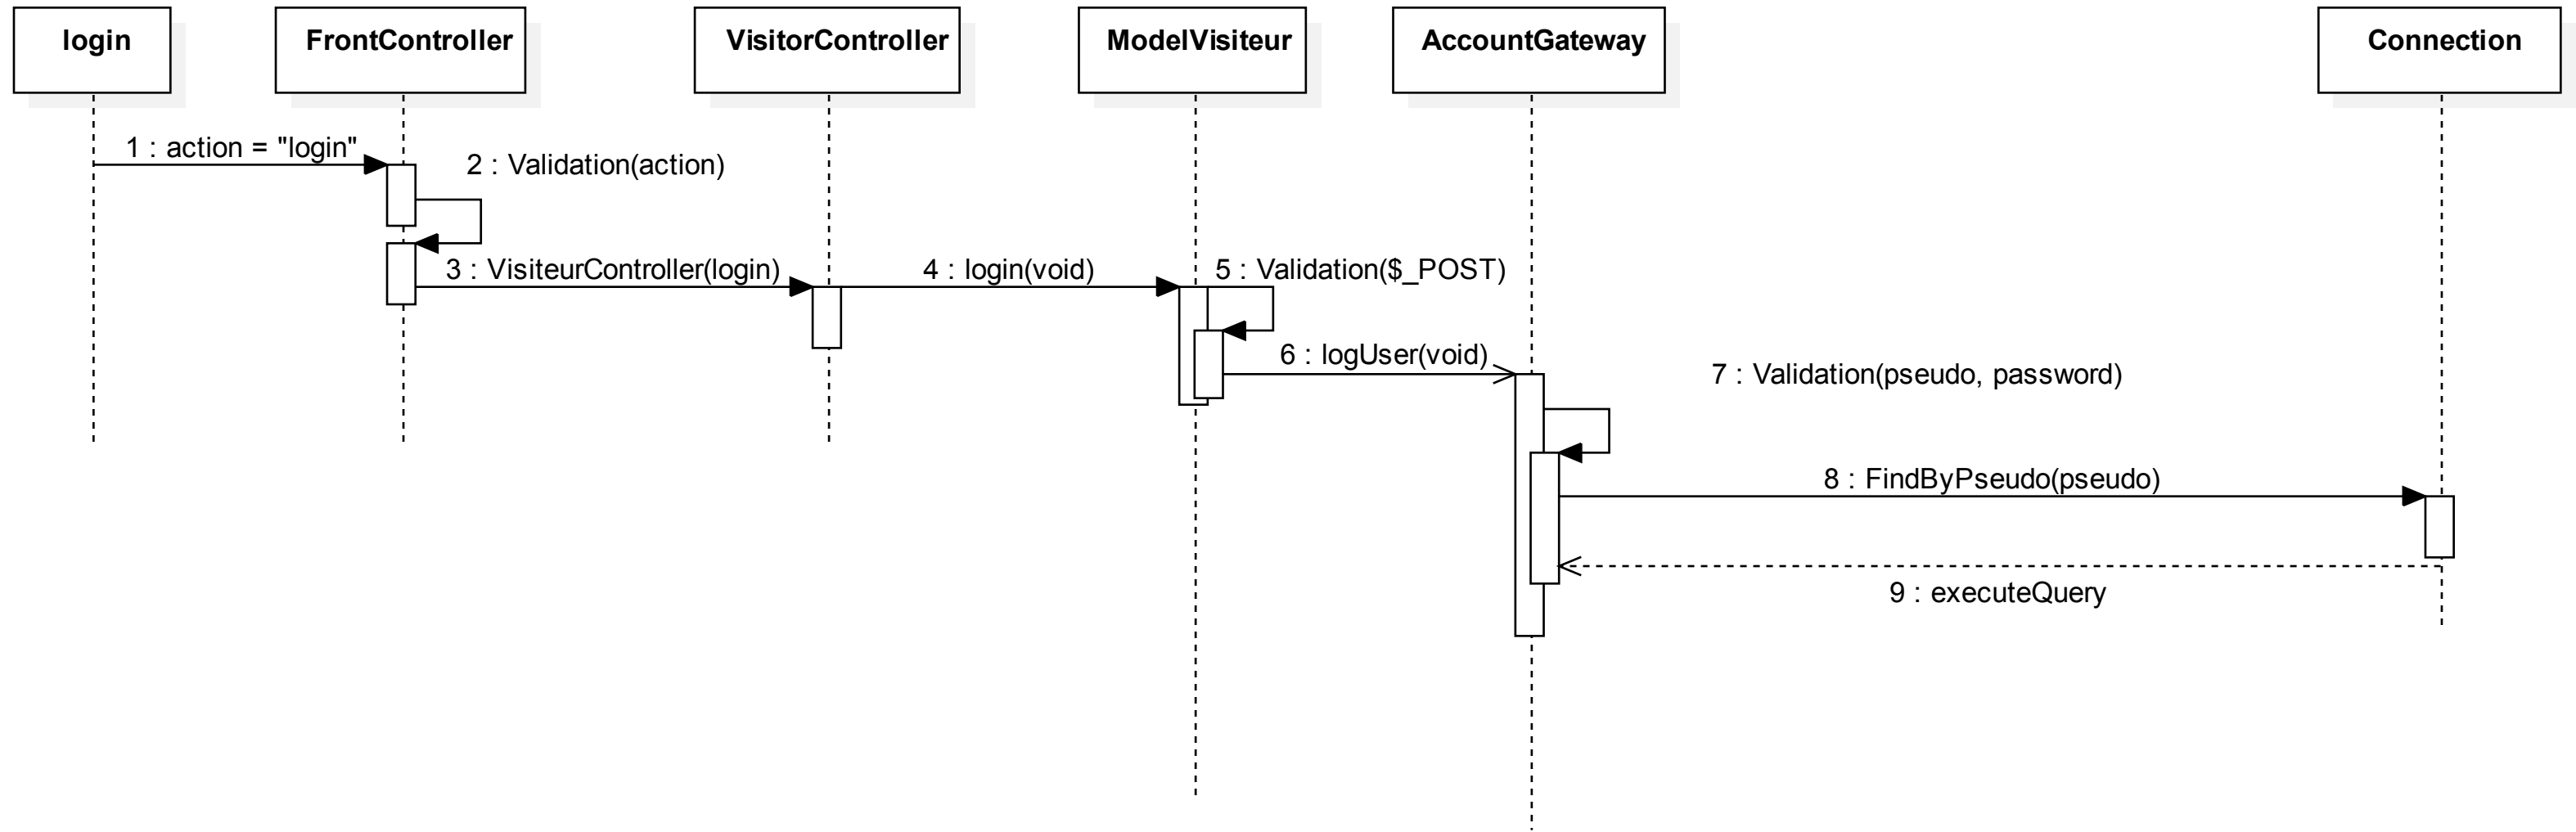 login
FrontController
VisitorController
ModelVisiteur
AccountGateway
Connection
1 : action = "login"
2 : Validation(action)
3 : VisiteurController(login)
4 : login(void)
5 : Validation($_POST)
6 : logUser(void)
7 : Validation(pseudo, password)
8 : FindByPseudo(pseudo)
9 : executeQuery